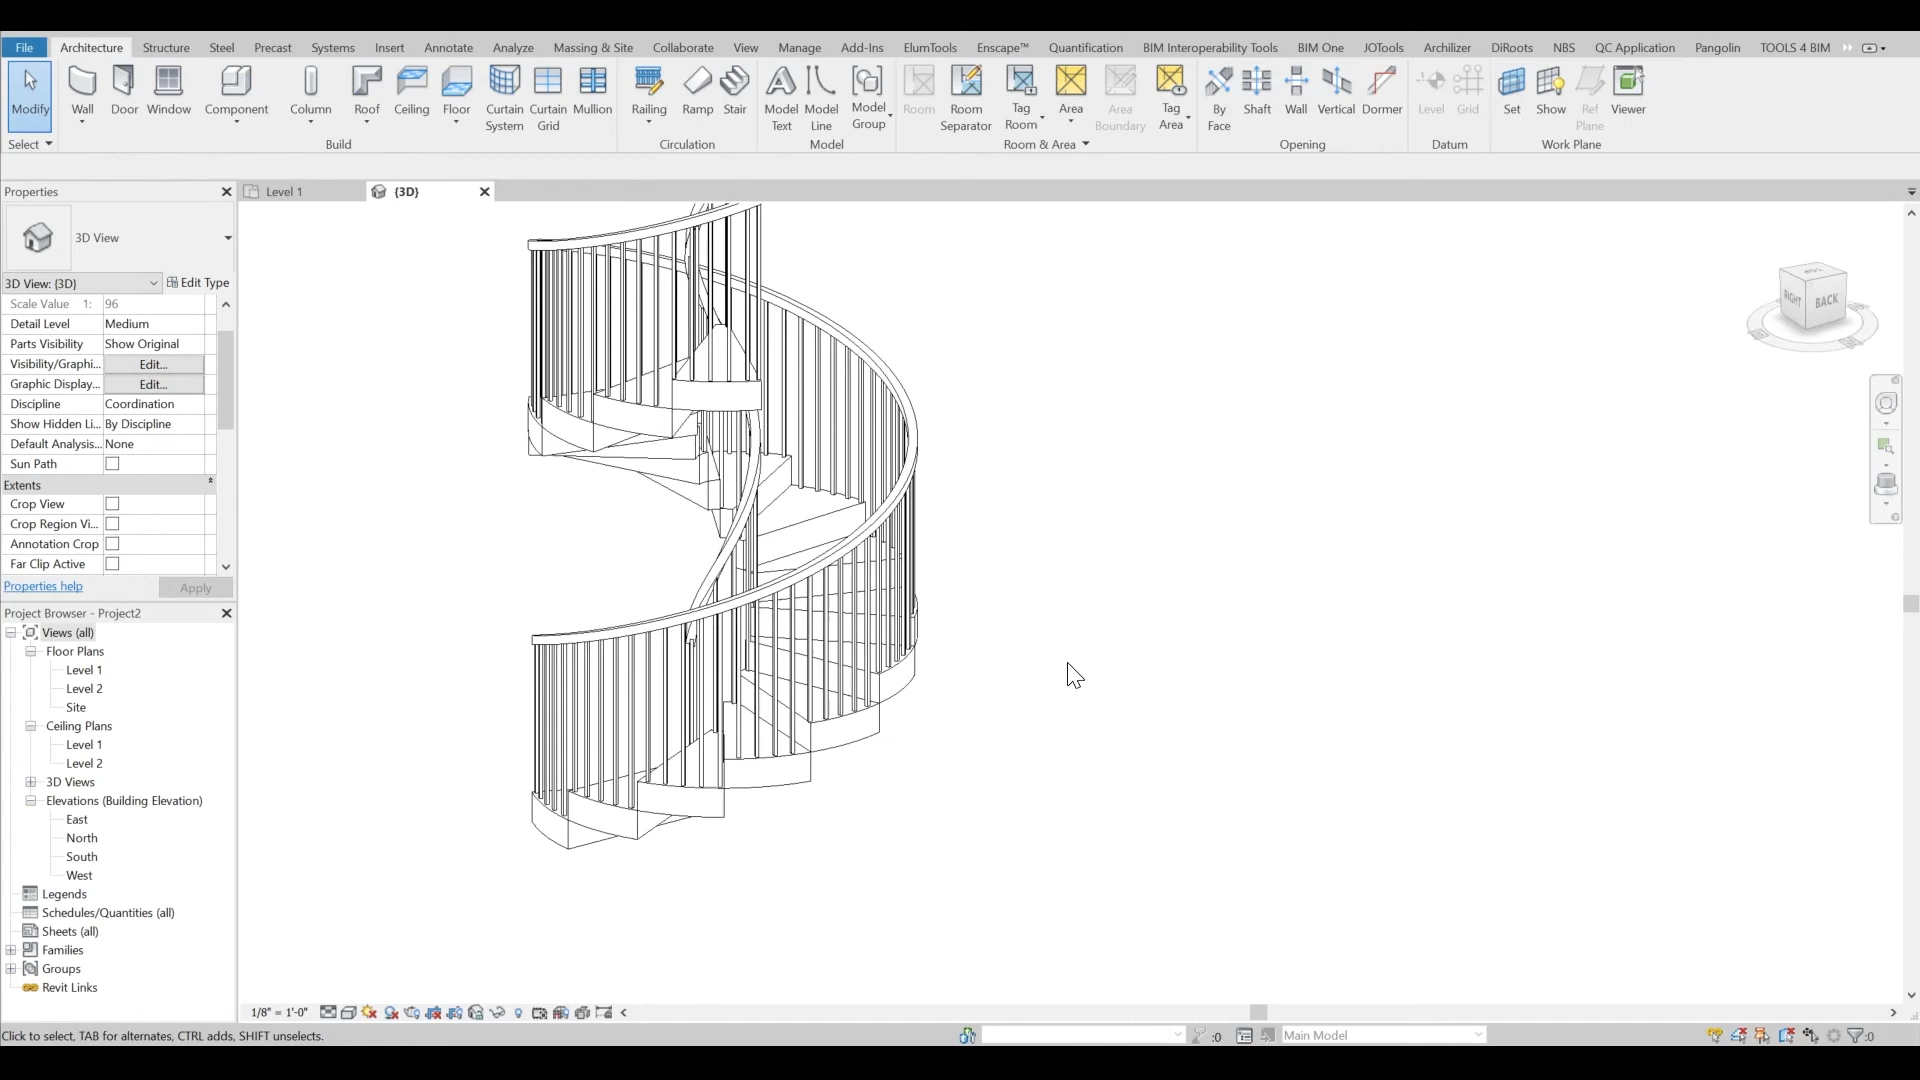 File Architecture Structure Steel Precast Systems Insert Annotate Analyze Massing & Site Collaborate View Manage Add-Ins ElumTools Enscape™ Quantification BIM Interoperability Tools BIM One JOTools Archilizer DiRoots NBS QC Application Pangolin TOOLS 4 BIM
Modify Wall Door Window Component Column Roof Ceiling Floor Curtain System Curtain Grid Mullion Railing Ramp Stair Model Text Model Line Model Group Room Room Separator Tag Room Area Area Boundary Tag Area By Face Shaft Wall Vertical Dormer Level Grid Set Show Ref Plane Viewer
Select Build Circulation Model Room & Area Opening Datum Work Plane
Properties
Level 1 {3D}
3D View
3D View: {3D} Edit Type
Scale Value 1: 96
Detail Level Medium
Parts Visibility Show Original
Visibility/Graphi... Edit...
Graphic Display... Edit...
Discipline Coordination
Show Hidden Li... By Discipline
Default Analysis... None
Sun Path
Extents
Crop View
Crop Region Vi...
Annotation Crop
Far Clip Active
Properties help Apply
Project Browser - Project2
Views (all)
Floor Plans
Level 1
Level 2
Site
Ceiling Plans
Level 1
Level 2
3D Views
Elevations (Building Elevation)
East
North
South
West
Legends
Schedules/Quantities (all)
Sheets (all)
Families
Groups
Revit Links
TOP
RIGHT BACK
1/8" = 1'-0"
Click to select, TAB for alternates, CTRL adds, SHIFT unselects. :0 Main Model :0